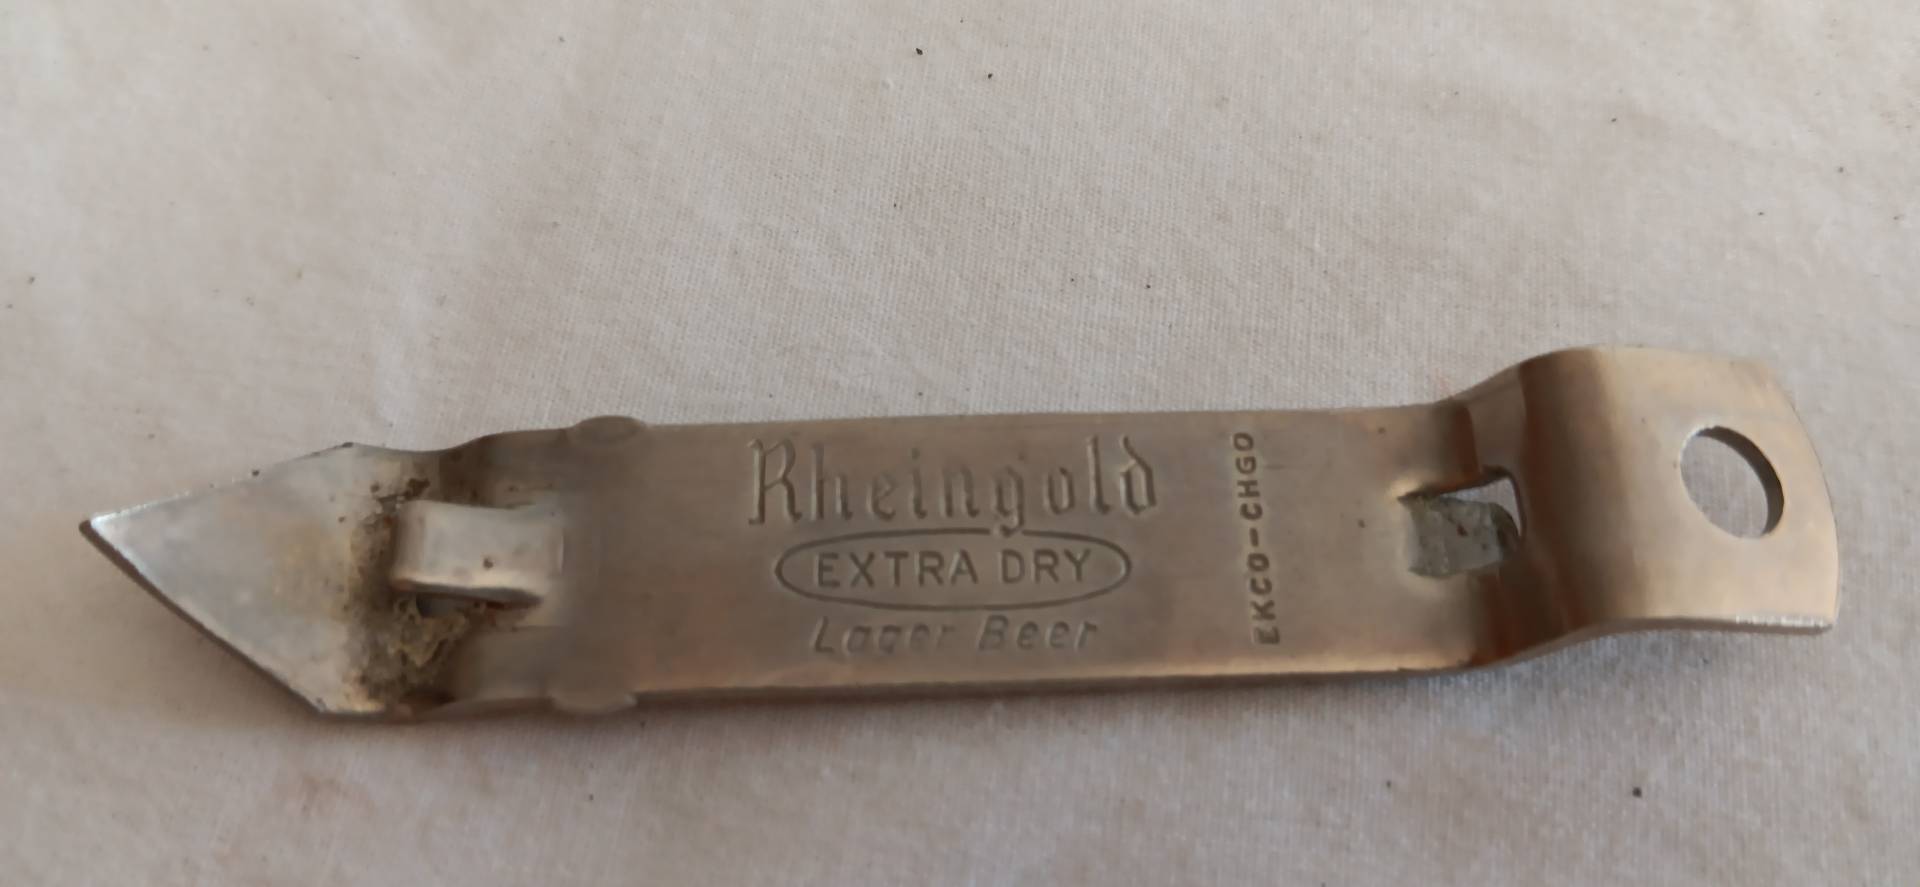 Rheingold
EXTRA DRY
Lager Beer
EKCO-CHGO